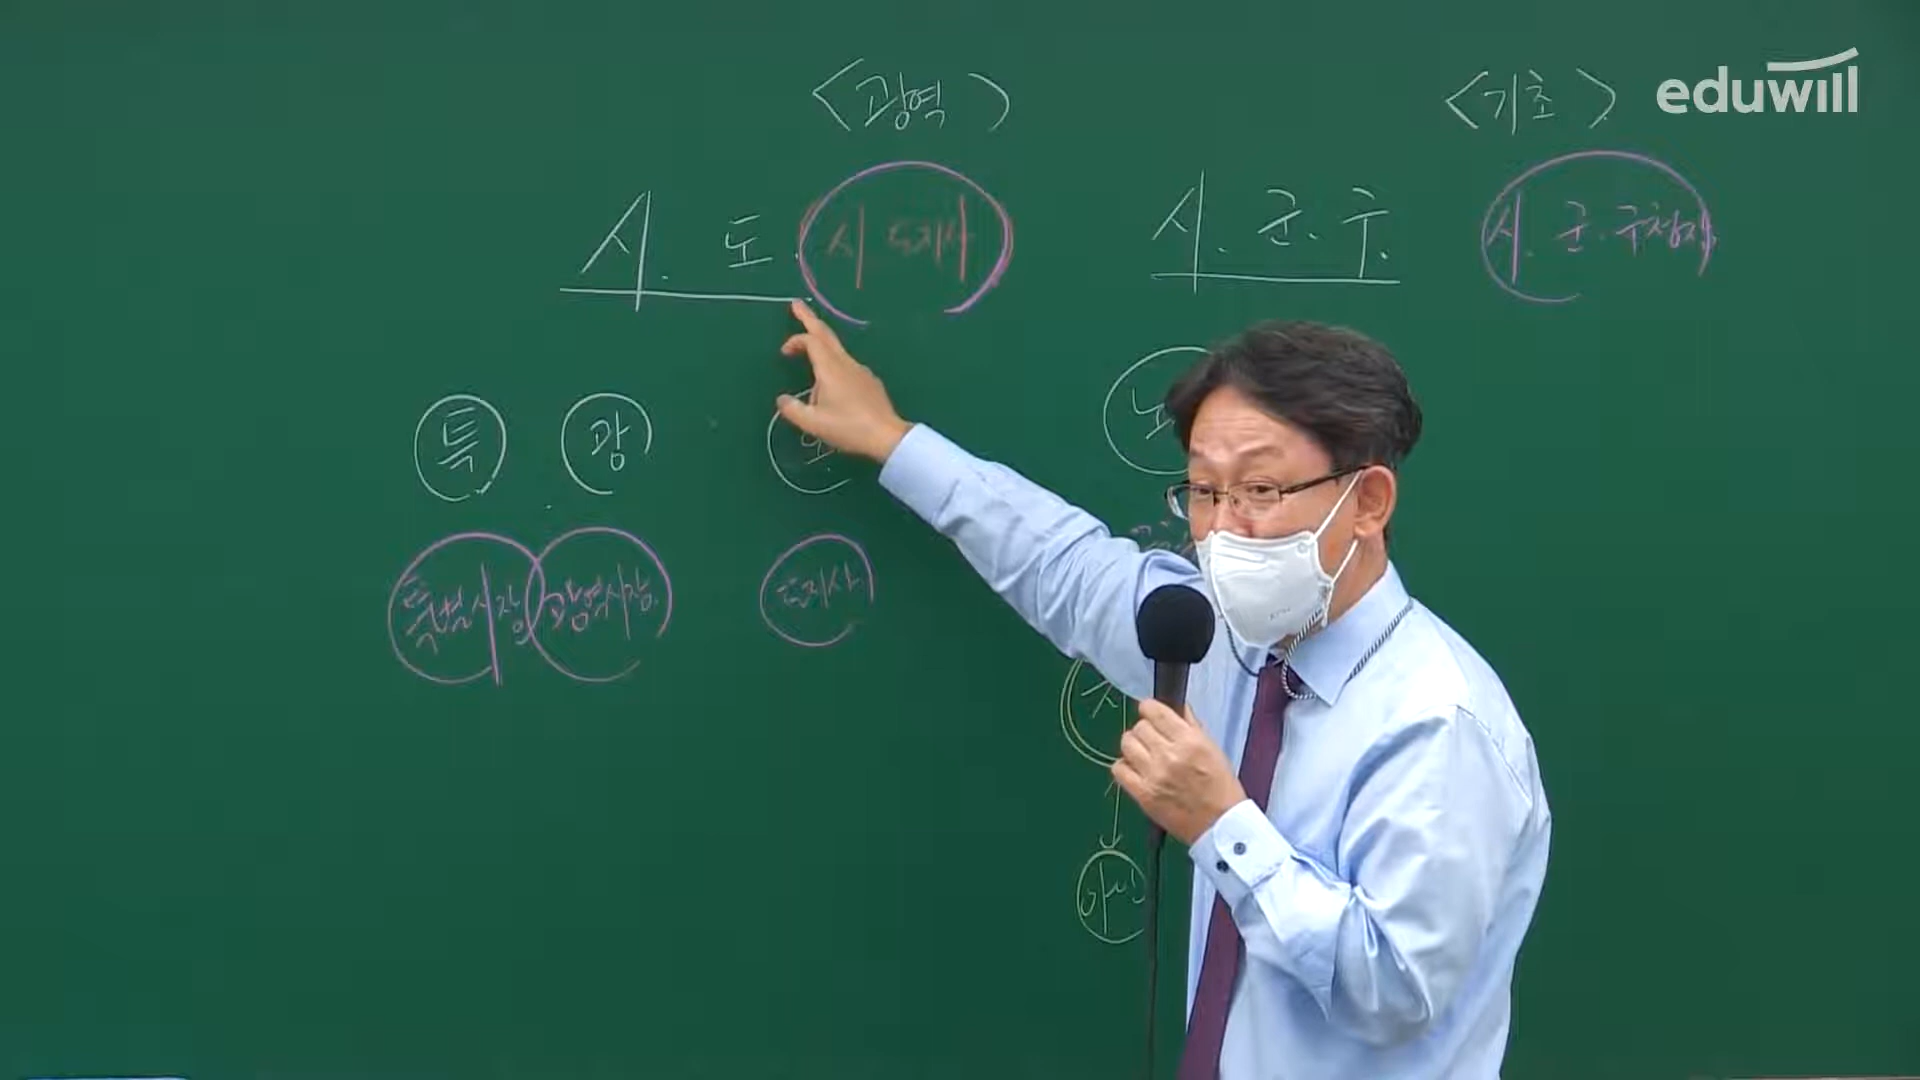 <광역>
<기초>
eduwill
시. 도. 시 도지사
시. 군. 구.
시. 군. 구청장
특 광 도
특별시장 광역시장 도지사